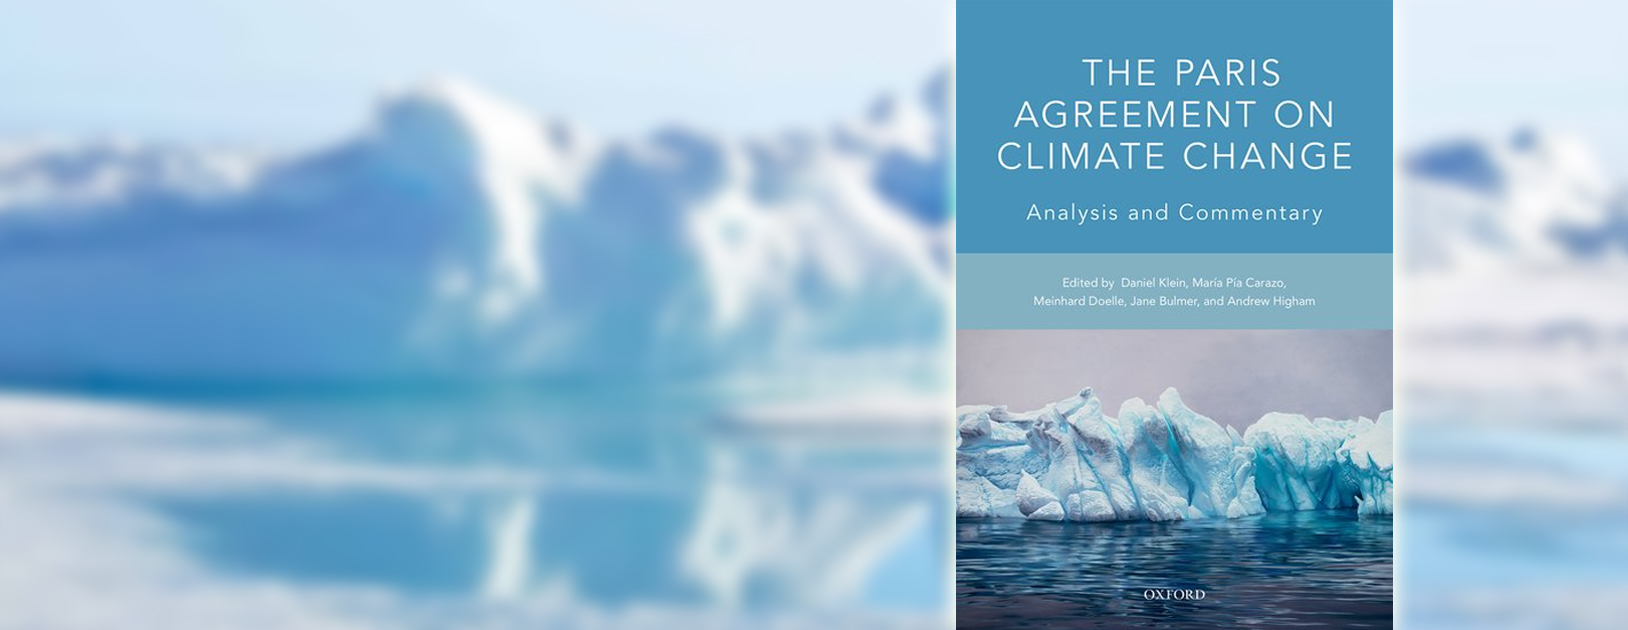 THE PARIS
AGREEMENT ON
CLIMATE CHANGE
Analysis and Commentary
Edited by Daniel Klein, María Pía Carazo,
Meinhard Doelle, Jane Bulmer, and Andrew Higham
OXFORD